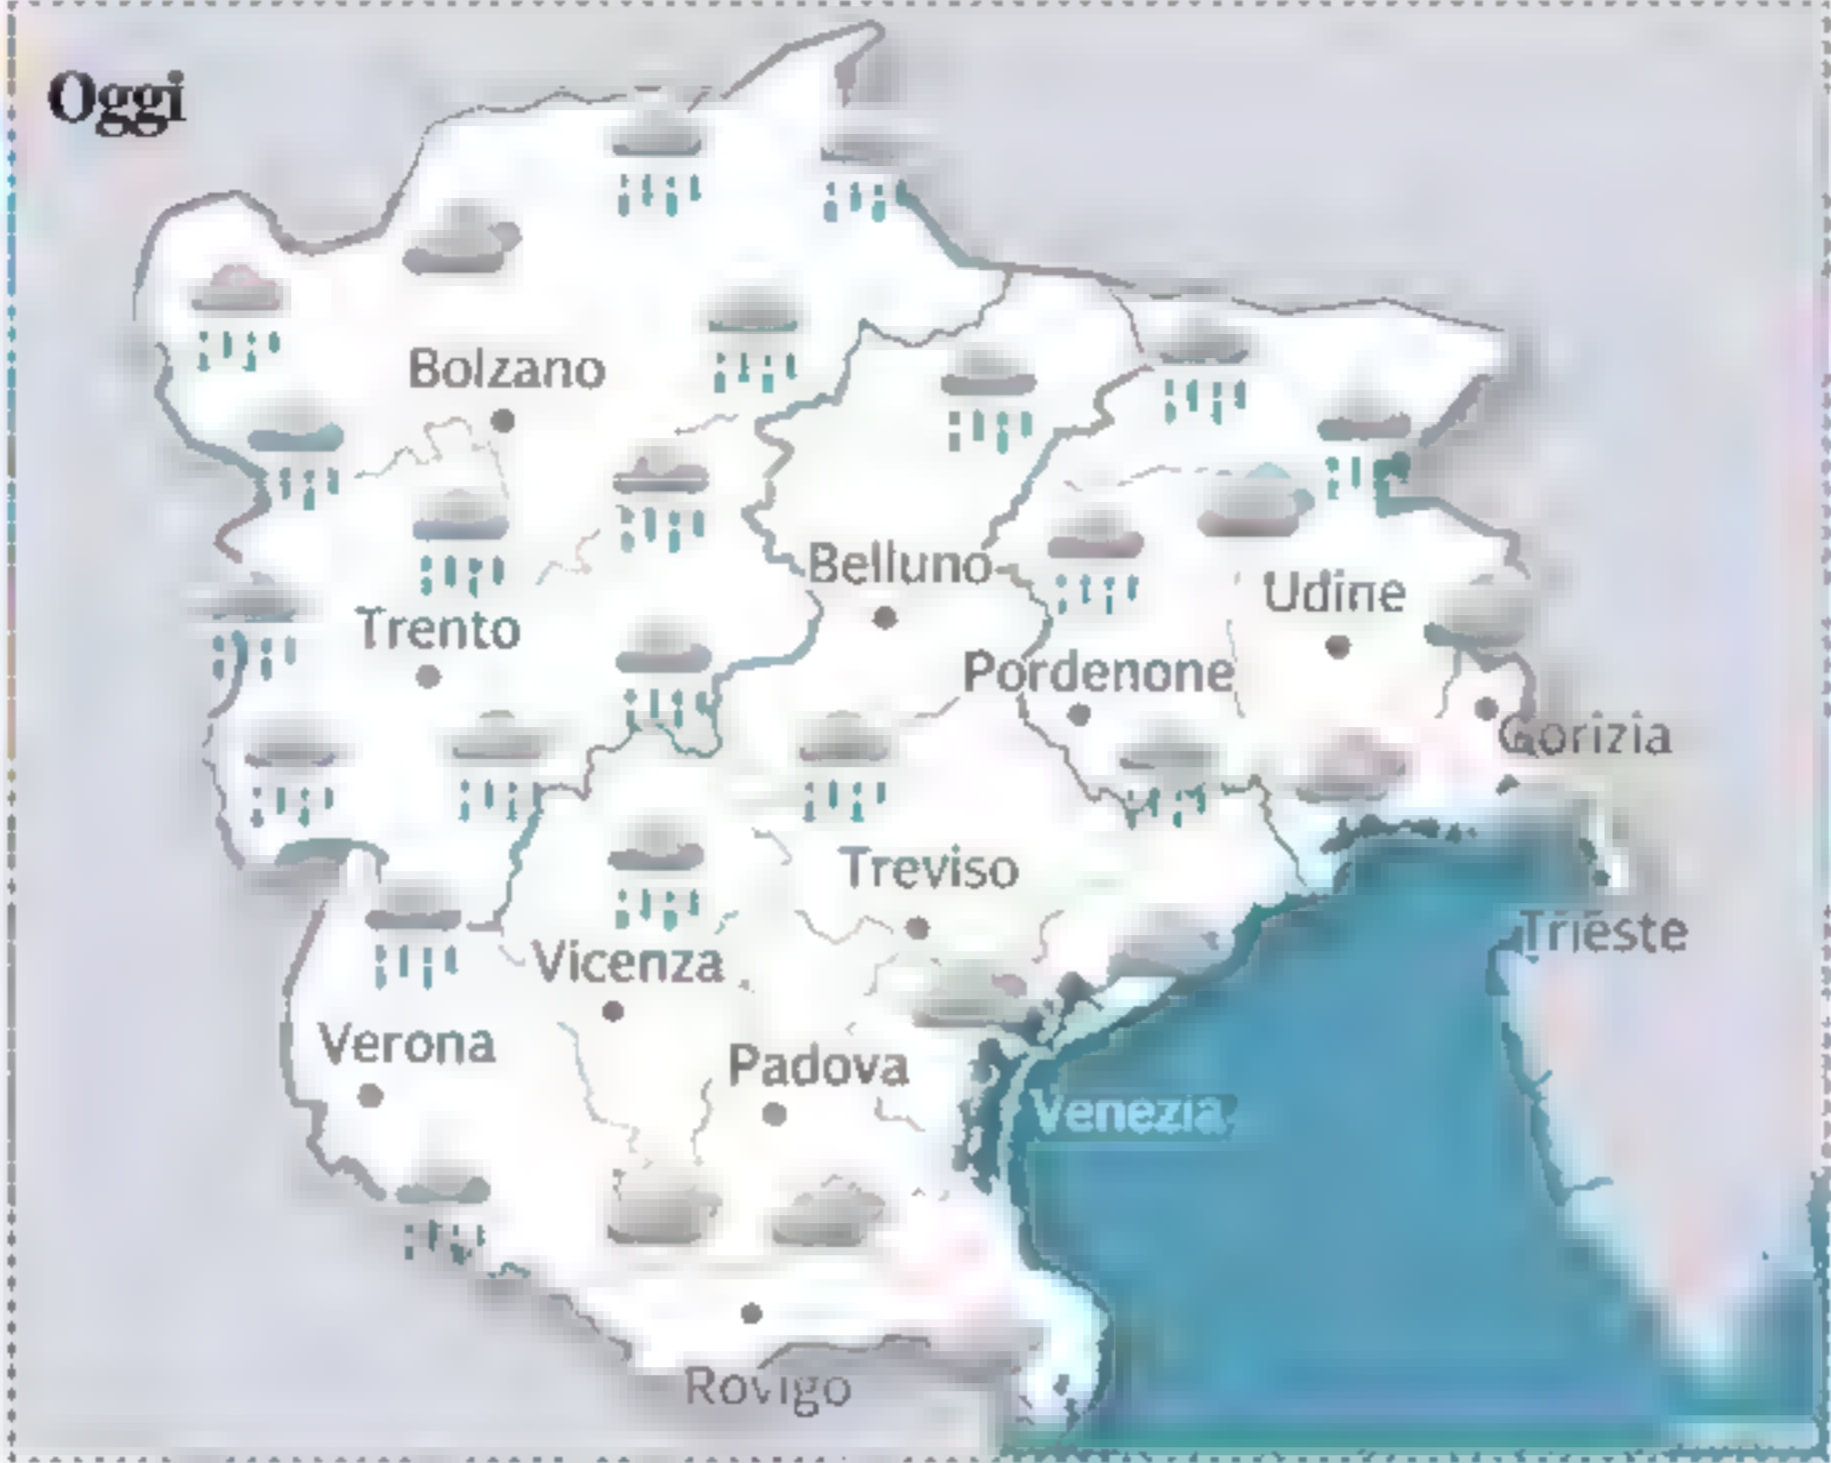 Oggi
Bolzano
Belluno
Udine
Trento
Pordenone
Gorizia
Treviso
Trieste
Vicenza
Verona
Padova
Venezia
Rovigo